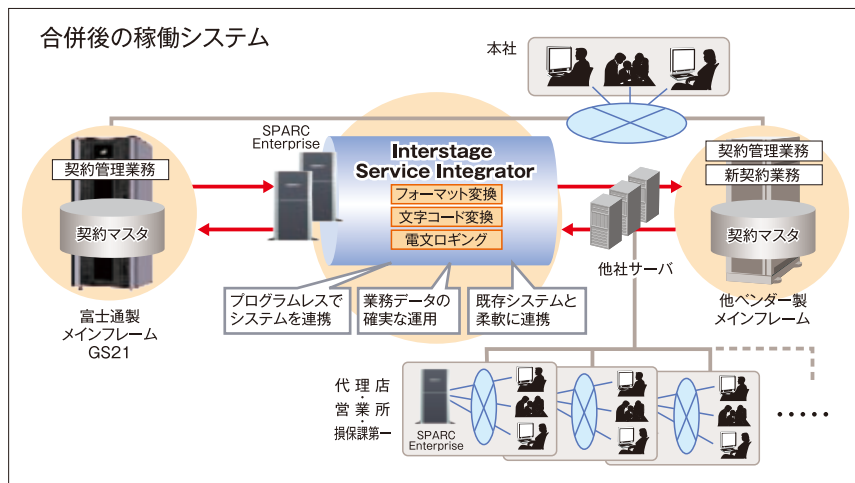 合併後の稼働システム
本社
SPARC
Enterprise
Interstage
Service Integrator
フォーマット変換
文字コード変換
電文ロギング
契約管理業務
契約マスタ
富士通製
メインフレーム
GS21
契約管理業務
新契約業務
契約マスタ
他ベンダー製
メインフレーム
他社サーバ
プログラムレスで
システムを連携
業務データの
確実な運用
既存システムと
柔軟に連携
代理店
・
営業所
・
損保課第一
SPARC
Enterprise
・・・・・